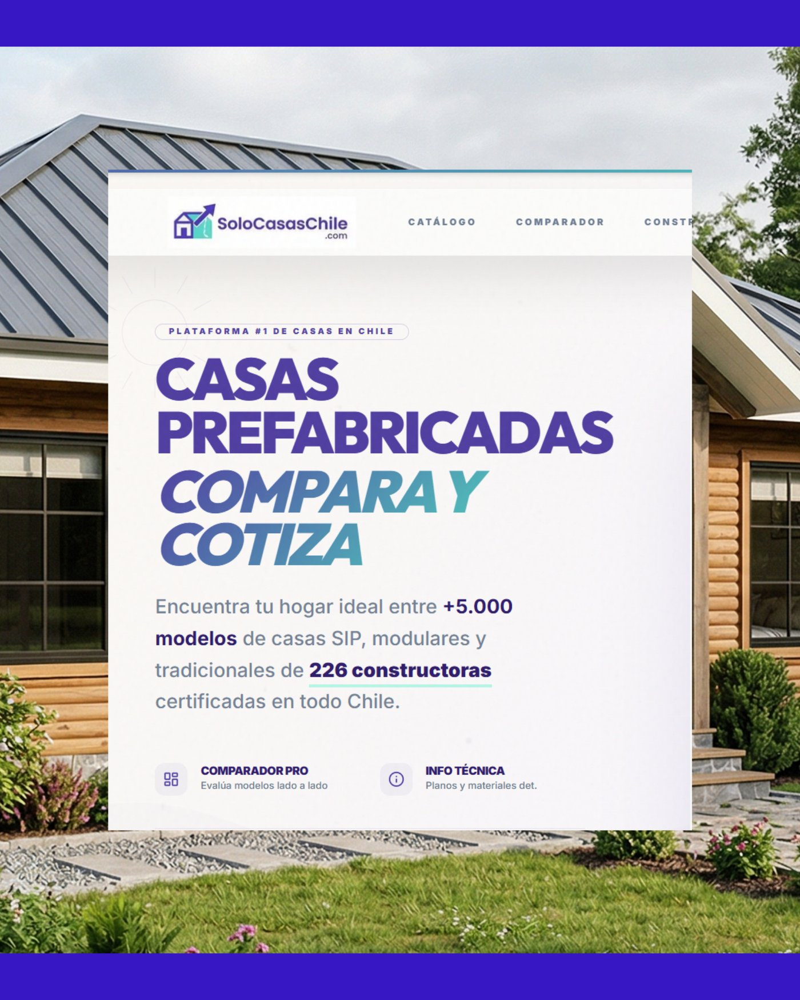 SoloCasasChile
.com
CATÁLOGO COMPARADOR CONSTR
PLATAFORMA #1 DE CASAS EN CHILE
CASAS
PREFABRICADAS
COMPARA Y
COTIZA
Encuentra tu hogar ideal entre +5.000
modelos de casas SIP, modulares y
tradicionales de 226 constructoras
certificadas en todo Chile.
COMPARADOR PRO
Evalúa modelos lado a lado
INFO TÉCNICA
Planos y materiales det.